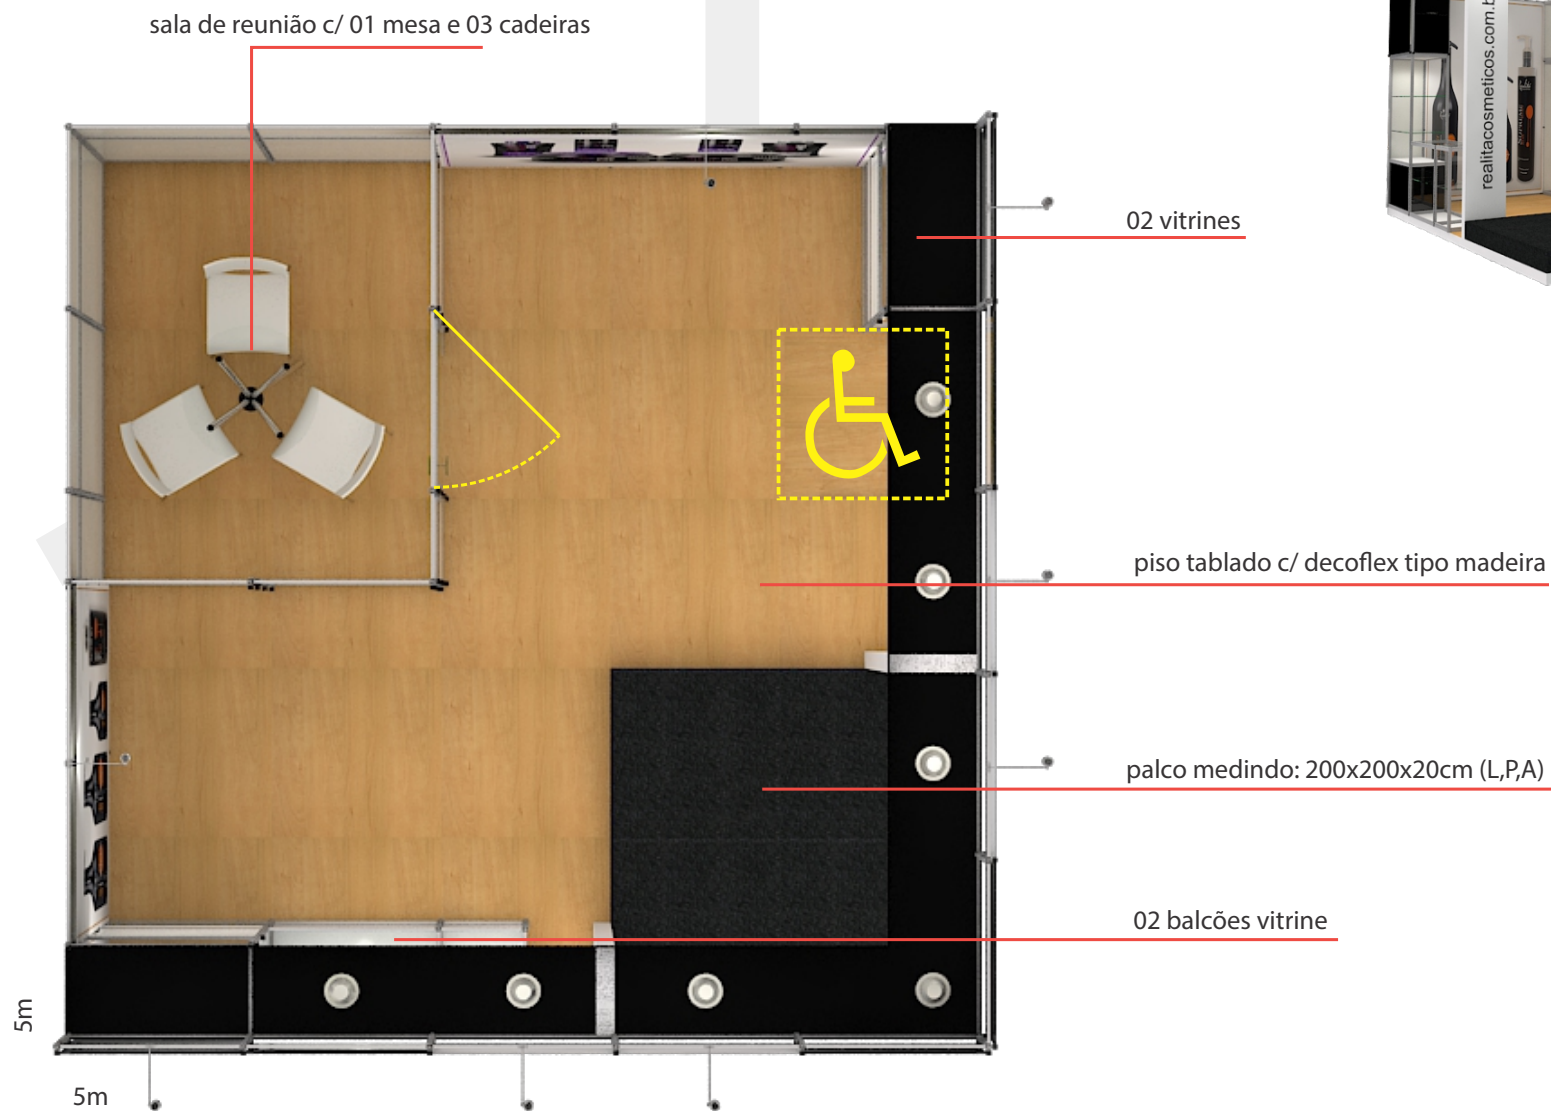 sala de reunião c/ 01 mesa e 03 cadeiras
realitacosmeticos.com.b
02 vitrines
piso tablado c/ decoflex tipo madeira
palco medindo: 200x200x20cm (L,P,A)
02 balcões vitrine
5m
5m